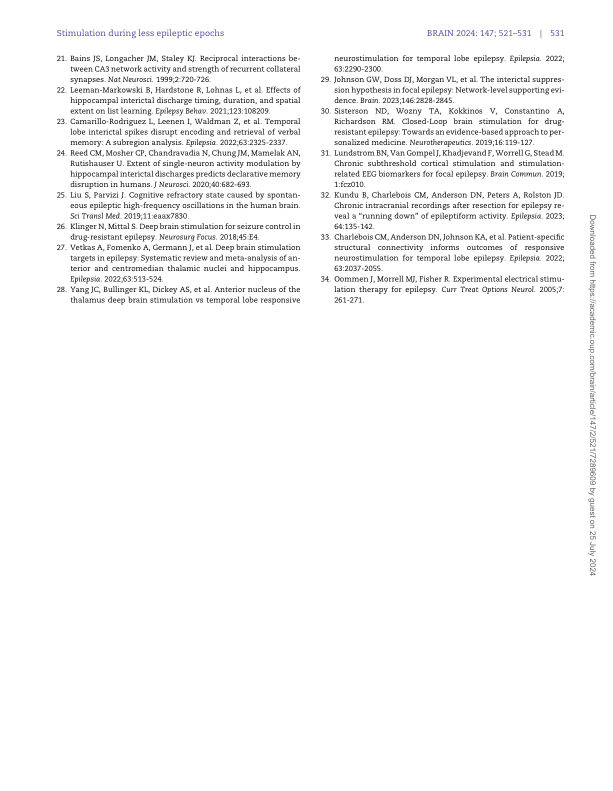 Stimulation during less epileptic epochs
BRAIN 2024: 147; 521–531 | 531
21. Bains JS, Longacher JM, Staley KJ. Reciprocal interactions be-
tween CA3 network activity and strength of recurrent collateral
synapses. Nat Neurosci. 1999;2:720-726.
22. Leeman-Markowski B, Hardstone R, Lohnas L, et al. Effects of
hippocampal interictal discharge timing, duration, and spatial
extent on list learning. Epilepsy Behav. 2021;123:108209.
23. Camarillo-Rodriguez L, Leenen I, Waldman Z, et al. Temporal
lobe interictal spikes disrupt encoding and retrieval of verbal
memory: A subregion analysis. Epilepsia. 2022;63:2325-2337.
24. Reed CM, Mosher CP, Chandravadia N, Chung JM, Mamelak AN,
Rutishauser U. Extent of single-neuron activity modulation by
hippocampal interictal discharges predicts declarative memory
disruption in humans. J Neurosci. 2020;40:682-693.
25. Liu S, Parvizi J. Cognitive refractory state caused by spontan-
eous epileptic high-frequency oscillations in the human brain.
Sci Transl Med. 2019;11:eaax7830.
26. Klinger N, Mittal S. Deep brain stimulation for seizure control in
drug-resistant epilepsy. Neurosurg Focus. 2018;45:E4.
27. Vetkas A, Fomenko A, Germann J, et al. Deep brain stimulation
targets in epilepsy: Systematic review and meta-analysis of an-
terior and centromedian thalamic nuclei and hippocampus.
Epilepsia. 2022;63:513-524.
28. Yang JC, Bullinger KL, Dickey AS, et al. Anterior nucleus of the
thalamus deep brain stimulation vs temporal lobe responsive
neurostimulation for temporal lobe epilepsy. Epilepsia. 2022;
63:2290-2300.
29. Johnson GW, Doss DJ, Morgan VL, et al. The interictal suppres-
sion hypothesis in focal epilepsy: Network-level supporting evi-
dence. Brain. 2023;146:2828-2845.
30. Sisterson ND, Wozny TA, Kokkinos V, Constantino A,
Richardson RM. Closed-Loop brain stimulation for drug-
resistant epilepsy: Towards an evidence-based approach to per-
sonalized medicine. Neurotherapeutics. 2019;16:119-127.
31. Lundstrom BN, Van Gompel J, Khadjevand F, Worrell G, Stead M.
Chronic subthreshold cortical stimulation and stimulation-
related EEG biomarkers for focal epilepsy. Brain Commun. 2019;
1:fcz010.
32. Kundu B, Charlebois CM, Anderson DN, Peters A, Rolston JD.
Chronic intracranial recordings after resection for epilepsy re-
veal a “running down” of epileptiform activity. Epilepsia. 2023;
64:135-142.
33. Charlebois CM, Anderson DN, Johnson KA, et al. Patient-specific
structural connectivity informs outcomes of responsive
neurostimulation for temporal lobe epilepsy. Epilepsia. 2022;
63:2037-2055.
34. Oommen J, Morrell MJ, Fisher R. Experimental electrical stimu-
lation therapy for epilepsy. Curr Treat Options Neurol. 2005;7:
261-271.
Downloaded from https://academic.oup.com/brain/article/147/2/521/7289609 by guest on 25 July 2024